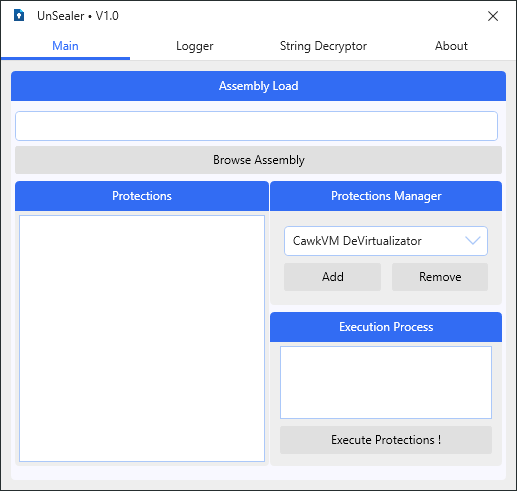 UnSealer • V1.0
Main
Logger
String Decryptor
About
Assembly Load
Browse Assembly
Protections
Protections Manager
CawkVM DeVirtualizator
Add
Remove
Execution Process
Execute Protections !